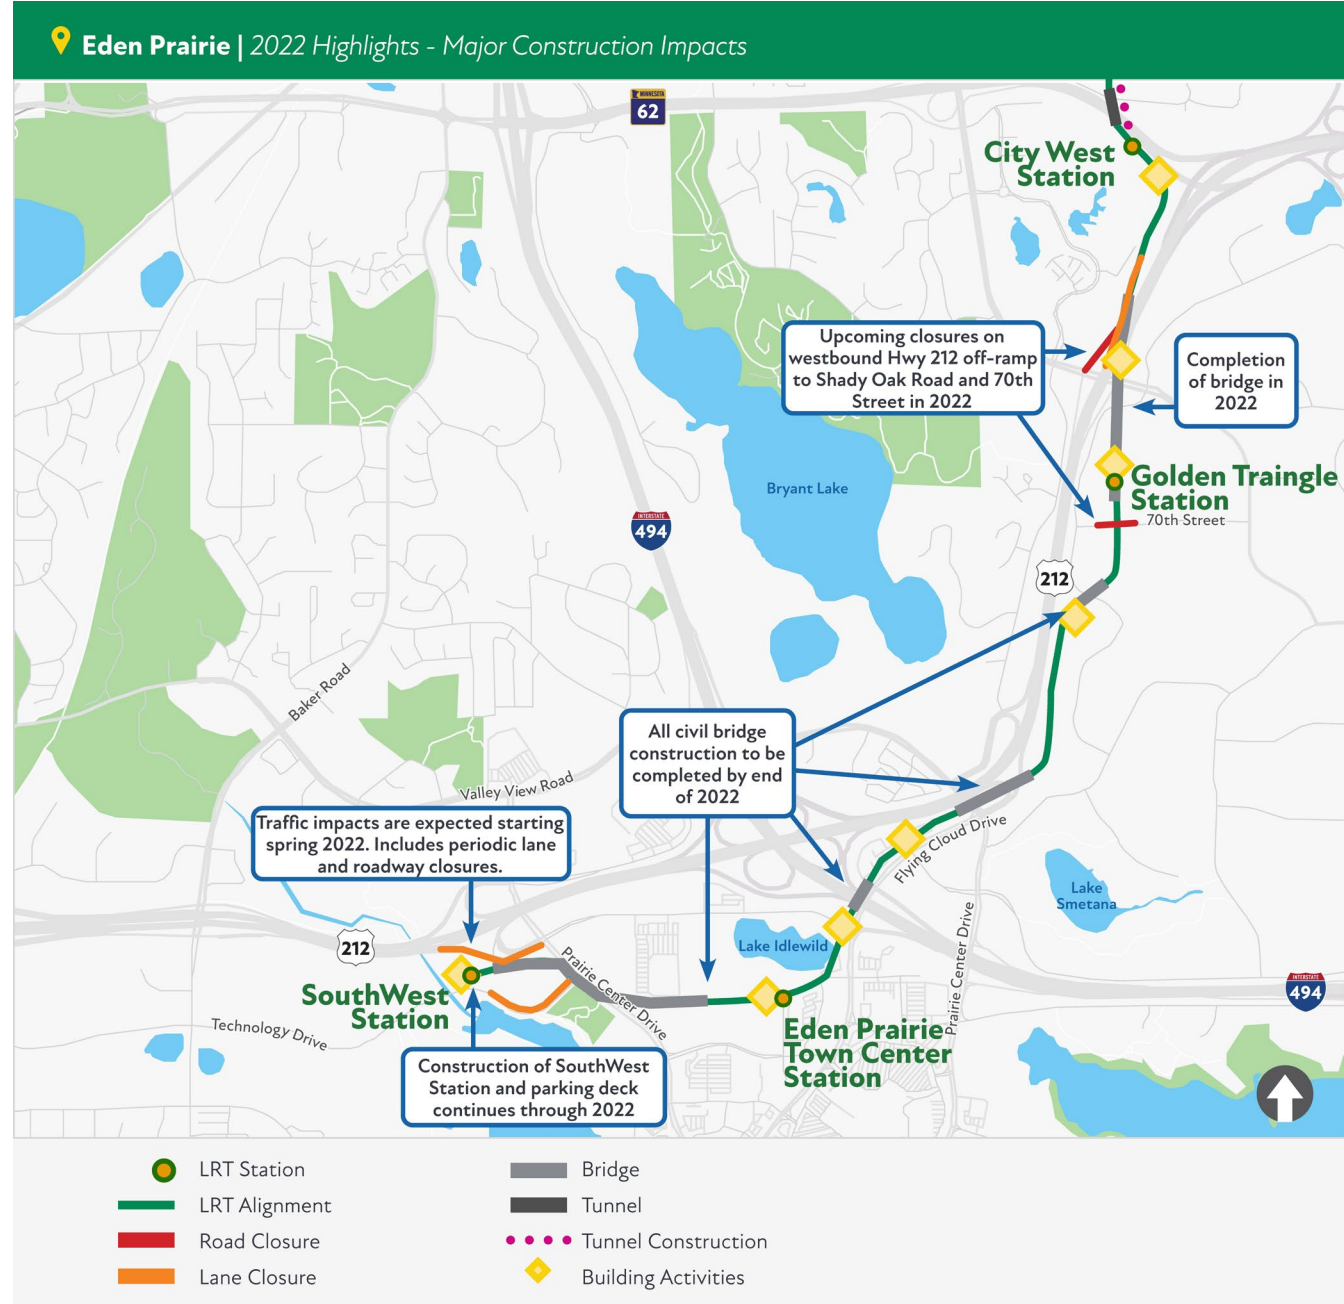 Eden Prairie | 2022 Highlights - Major Construction Impacts
MINNESOTA
62
City West
Station
Upcoming closures on
westbound Hwy 212 off-ramp
to Shady Oak Road and 70th
Street in 2022
Completion
of bridge in
2022
Bryant Lake
Golden Traingle
Station
70th Street
INTERSTATE
494
212
Baker Road
All civil bridge
construction to be
completed by end
of 2022
Valley View Road
Traffic impacts are expected starting
spring 2022. Includes periodic lane
and roadway closures.
Flying Cloud Drive
Lake
Smetana
212
Lake Idlewild
Prairie Center Drive
Prairie Center Drive
INTERSTATE
494
SouthWest
Station
Technology Drive
Eden Prairie
Town Center
Station
Construction of SouthWest
Station and parking deck
continues through 2022
LRT Station
LRT Alignment
Road Closure
Lane Closure
Bridge
Tunnel
Tunnel Construction
Building Activities